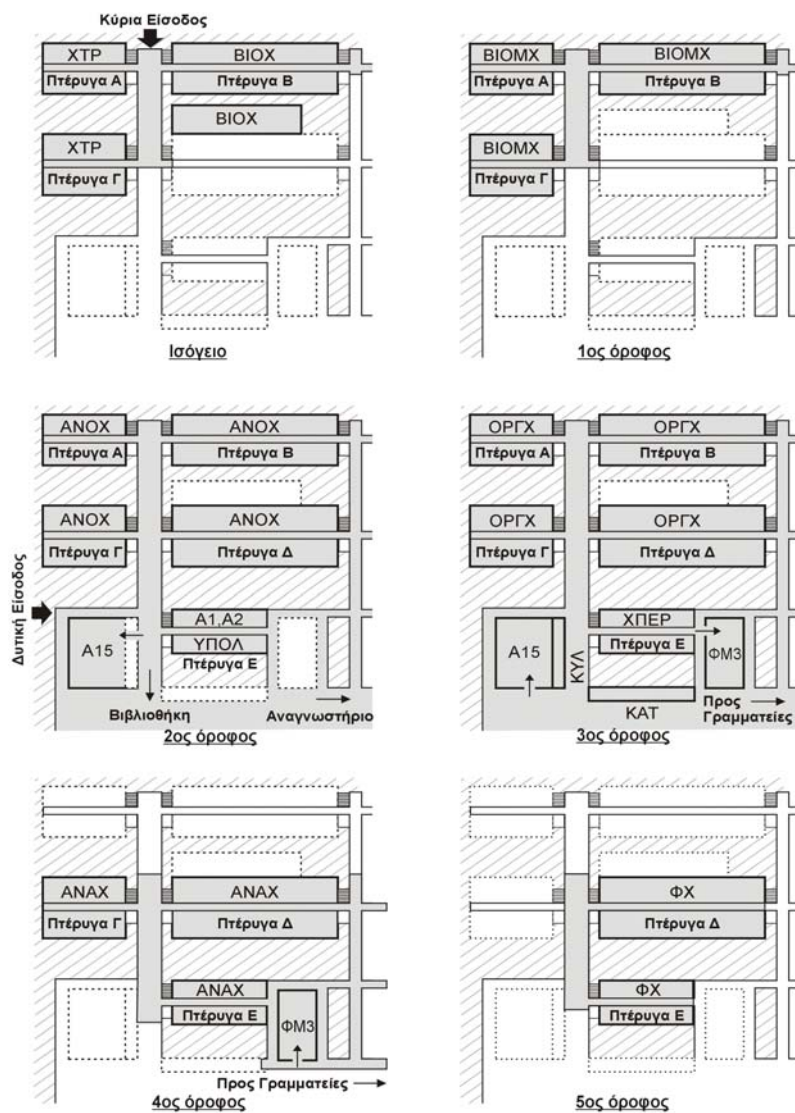 Κύρια Είσοδος
ΧΤΡ
ΒΙΟΧ
Πτέρυγα Α
Πτέρυγα Β
ΒΙΟΧ
ΧΤΡ
Πτέρυγα Γ
Ισόγειο
ΒΙΟΜΧ
ΒΙΟΜΧ
Πτέρυγα Α
Πτέρυγα Β
ΒΙΟΜΧ
Πτέρυγα Γ
1ος όροφος
ΑΝΟΧ
ΑΝΟΧ
Πτέρυγα Α
Πτέρυγα Β
ΑΝΟΧ
ΑΝΟΧ
Πτέρυγα Γ
Πτέρυγα Δ
Δυτική Είσοδος
Α15
Α1,Α2
ΥΠΟΛ
Πτέρυγα Ε
Βιβλιοθήκη
Αναγνωστήριο
2ος όροφος
ΟΡΓΧ
ΟΡΓΧ
Πτέρυγα Α
Πτέρυγα Β
ΟΡΓΧ
ΟΡΓΧ
Πτέρυγα Γ
Πτέρυγα Δ
Α15
ΚΥΛ
ΧΠΕΡ
Πτέρυγα Ε
ΦΜ3
ΚΑΤ
Προς
Γραμματείες
3ος όροφος
ΑΝΑΧ
ΑΝΑΧ
Πτέρυγα Γ
Πτέρυγα Δ
ΑΝΑΧ
Πτέρυγα Ε
ΦΜ3
Προς Γραμματείες
4ος όροφος
ΦΧ
Πτέρυγα Δ
ΦΧ
Πτέρυγα Ε
5ος όροφος